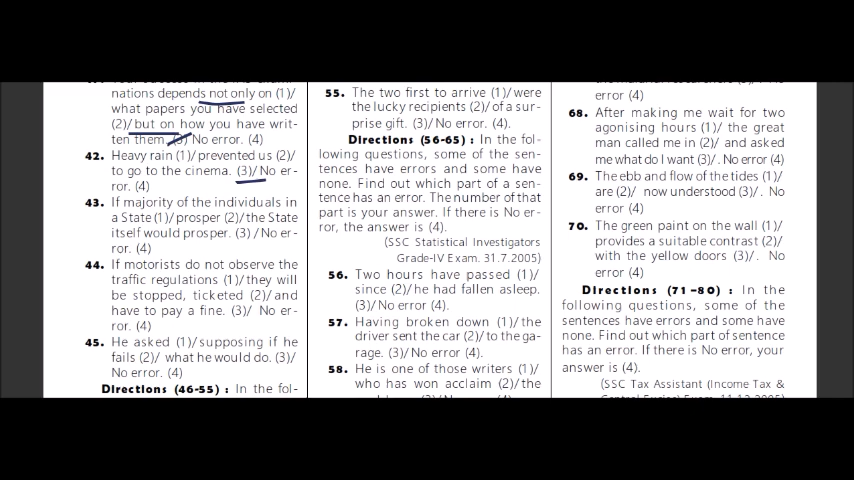 nations depends not only on (1)/
what papers you have selected
(2)/ but on how you have writ-
ten them. (3) No error. (4)
42. Heavy rain (1)/ prevented us (2)/
to go to the cinema. (3)/ No er-
ror. (4)
43. If majority of the individuals in
a State (1)/ prosper (2)/ the State
itself would prosper. (3) / No er-
ror. (4)
44. If motorists do not observe the
traffic regulations (1)/ they will
be stopped, ticketed (2)/ and
have to pay a fine. (3)/ No er-
ror. (4)
45. He asked (1)/ supposing if he
fails (2)/ what he would do. (3)/
No error. (4)
Directions (46-55) : In the fol-
55. The two first to arrive (1)/ were
the lucky recipients (2)/ of a sur-
prise gift. (3)/ No error. (4).
Directions (56-65) : In the fol-
lowing questions, some of the sen-
tences have errors and some have
none. Find out which part of a sen-
tence has an error. The number of that
part is your answer. If there is No er-
ror, the answer is (4).
(SSC Statistical Investigators
Grade-IV Exam. 31.7.2005)
56. Two hours have passed (1)/
since (2)/ he had fallen asleep.
(3)/ No error (4).
57. Having broken down (1)/ the
driver sent the car (2)/ to the ga-
rage. (3)/ No error (4).
58. He is one of those writers (1)/
who has won acclaim (2)/ the
error (4)
68. After making me wait for two
agonising hours (1)/ the great
man called me in (2)/ and asked
me what do I want (3)/. No error (4)
69. The ebb and flow of the tides (1)/
are (2)/ now understood (3)/. No
error (4)
70. The green paint on the wall (1)/
provides a suitable contrast (2)/
with the yellow doors (3)/. No
error (4)
Directions (71-80) : In the
following questions, some of the
sentences have errors and some have
none. Find out which part of sentence
has an error. If there is No error, your
answer is (4).
(SSC Tax Assistant (Income Tax &